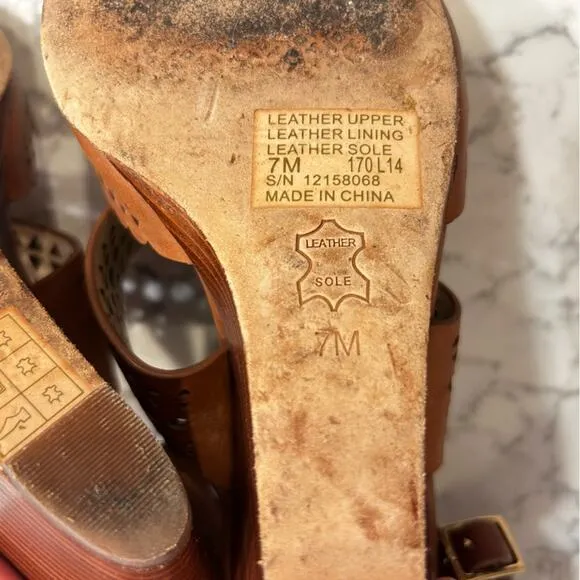 LEATHER UPPER
LEATHER LINING
LEATHER SOLE
7M 170 L14
S/N 12158068
MADE IN CHINA
LEATHER
SOLE
7M